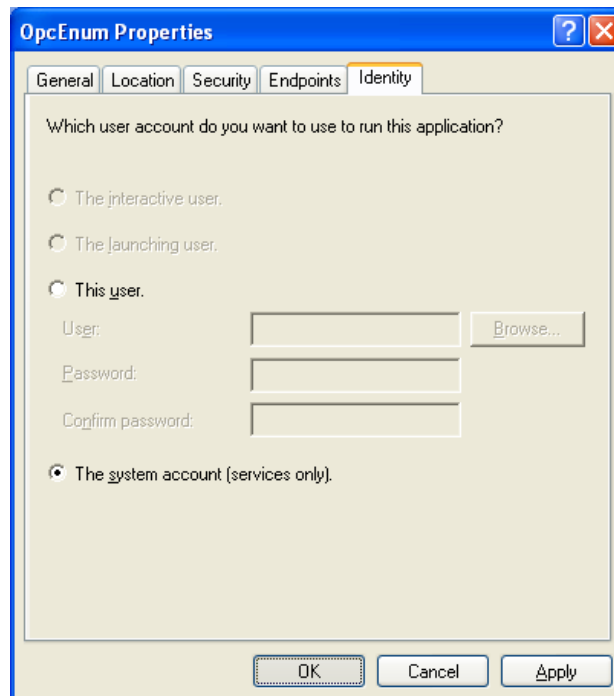 OpcEnum Properties
General Location Security Endpoints Identity
Which user account do you want to use to run this application?
The interactive user.
The launching user.
This user.
User:
Browse...
Password:
Confirm password:
The system account (services only).
OK Cancel Apply